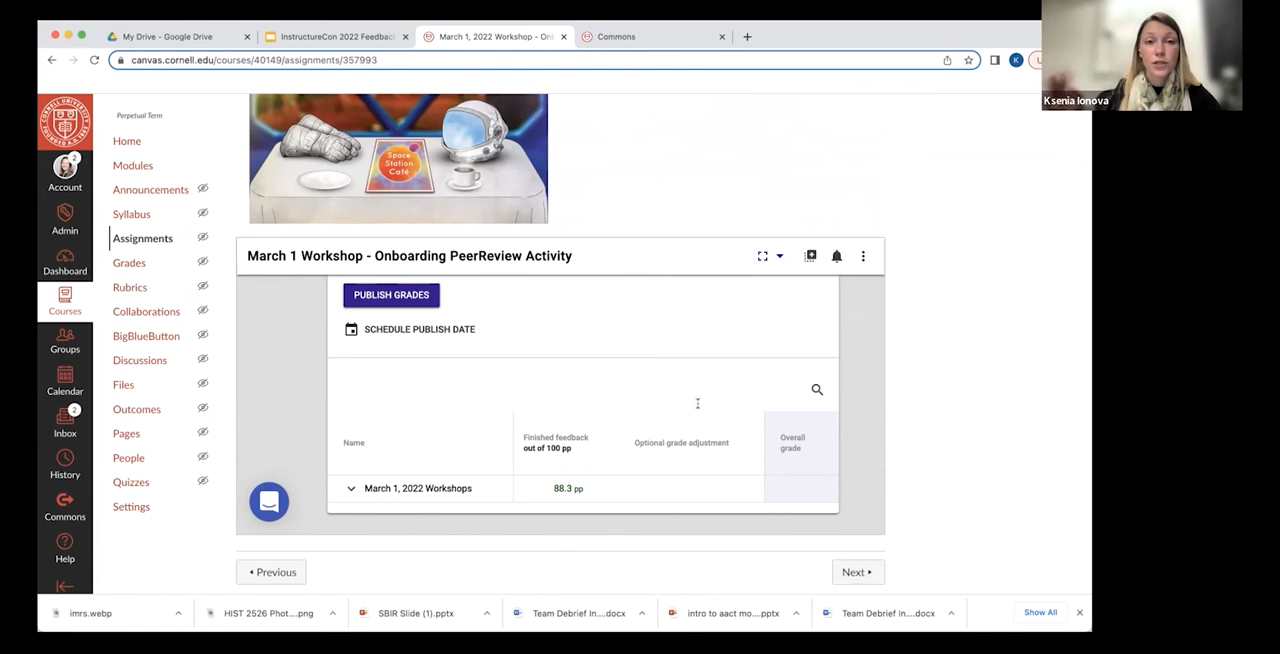 My Drive - Google Drive
InstructureCon 2022 Feedbac
March 1, 2022 Workshop - On
Commons
canvas.cornell.edu/courses/40149/assignments/357993
K
Ksenia Ionova
Perpetual Term
Home
Modules
Announcements
Syllabus
Assignments
Grades
Rubrics
Collaborations
BigBlueButton
Discussions
Files
Outcomes
Pages
People
Quizzes
Settings
2
Account
Admin
Dashboard
Courses
Groups
Calendar
2
Inbox
History
Commons
Help
Space
Station
Café
March 1 Workshop - Onboarding PeerReview Activity
PUBLISH GRADES
SCHEDULE PUBLISH DATE
Name
Finished feedback
out of 100 pp
Optional grade adjustment
Overall
grade
March 1, 2022 Workshops
88.3 pp
Previous
Next
imrs.webp
HIST 2526 Phot....png
SBIR Slide (1).pptx
Team Debrief In....docx
intro to aact mo....pptx
Team Debrief In....docx
Show All